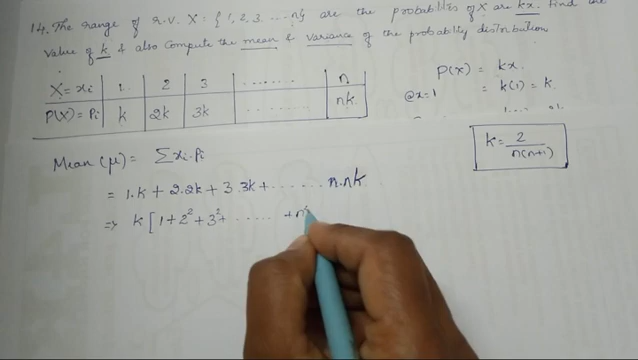 14. The range of r.v. X = {1, 2, 3 ... n} are the probabilites of X are kx. Find the
value of k & also Compute the mean & variance of the probability distribution
X = xi 1 2 3 ....... n
P(X) = Pi k 2k 3k ........ nk
P(X) = kx.
@x=1 = k(1) = k.
k = 2/n(n+1)
Mean (μ) = Σxi.Pi
= 1.k + 2.2k + 3.3k + ...... n.nk
⇒ k [1 + 2² + 3² + ...... + n²